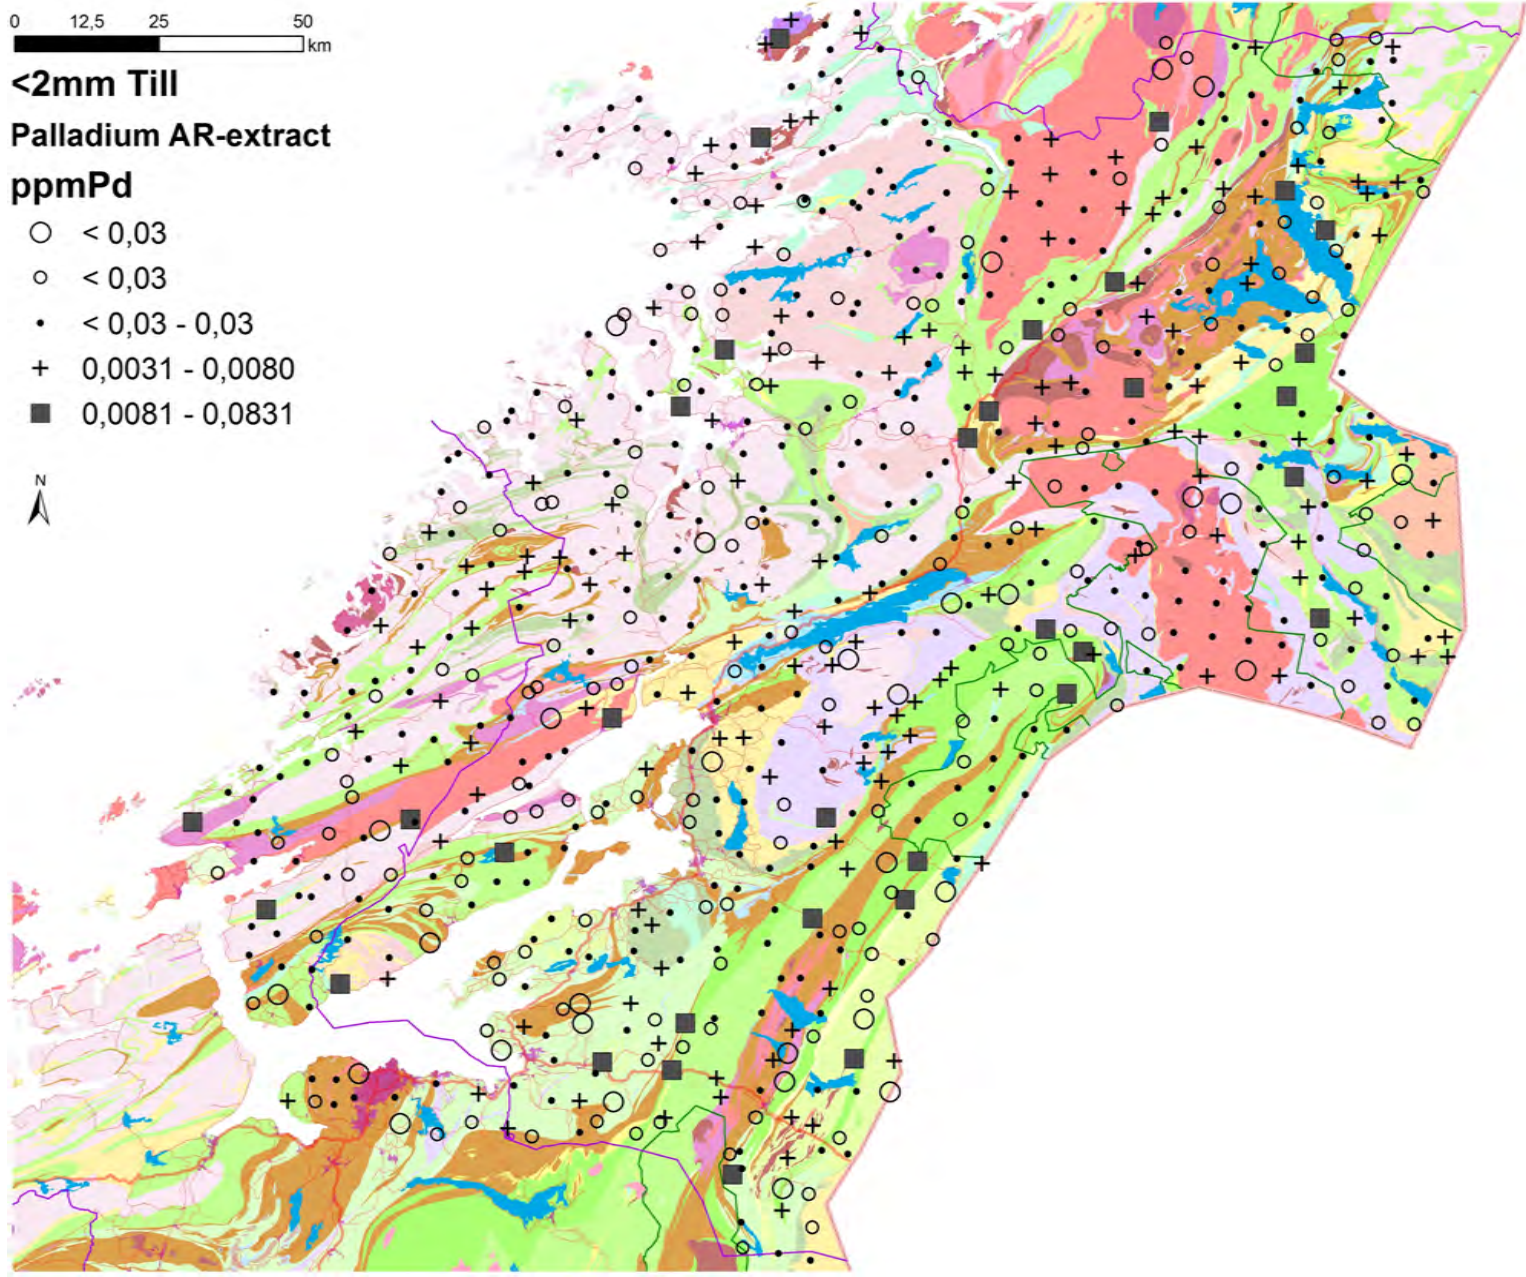 0 12,5 25 50
km
<2mm Till
Palladium AR-extract
ppmPd
< 0,03
< 0,03
< 0,03 - 0,03
0,0031 - 0,0080
0,0081 - 0,0831
N